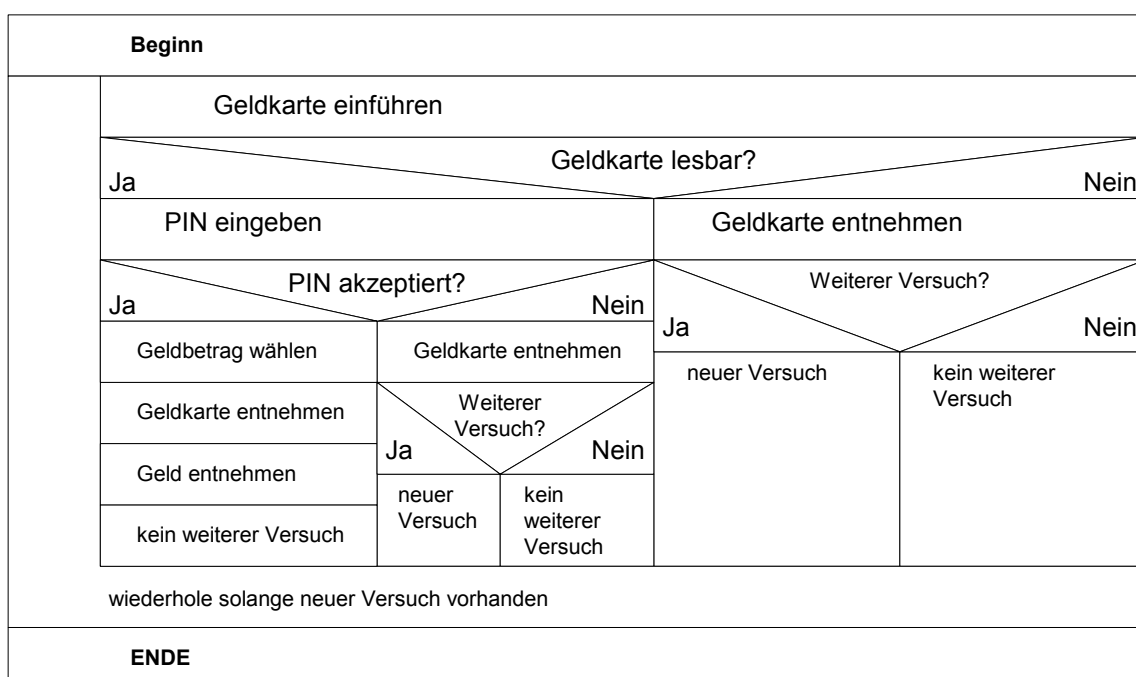 Beginn
Geldkarte einführen
Geldkarte lesbar?
Ja
Nein
PIN eingeben
Geldkarte entnehmen
PIN akzeptiert?
Ja
Nein
Weiterer Versuch?
Ja
Nein
Geldbetrag wählen
Geldkarte entnehmen
neuer Versuch
kein weiterer
Versuch
Geldkarte entnehmen
Weiterer
Versuch?
Ja
Nein
Geld entnehmen
neuer
Versuch
kein
weiterer
Versuch
kein weiterer Versuch
wiederhole solange neuer Versuch vorhanden
ENDE